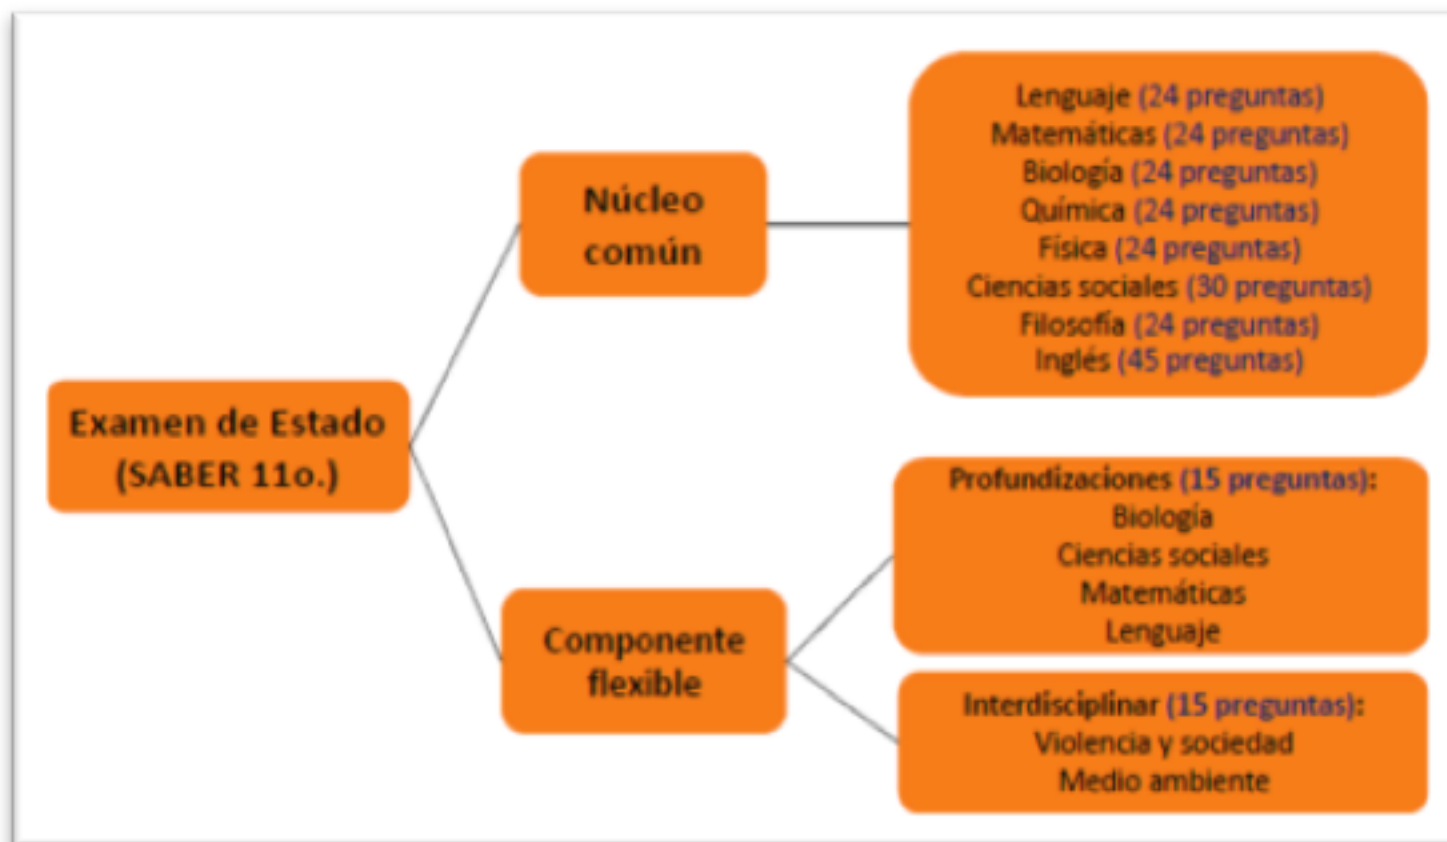 Examen de Estado
(SABER 11o.)
Núcleo
común
Lenguaje (24 preguntas)
Matemáticas (24 preguntas)
Biología (24 preguntas)
Química (24 preguntas)
Física (24 preguntas)
Ciencias sociales (30 preguntas)
Filosofía (24 preguntas)
Inglés (45 preguntas)
Componente
flexible
Profundizaciones (15 preguntas):
Biología
Ciencias sociales
Matemáticas
Lenguaje
Interdisciplinar (15 preguntas):
Violencia y sociedad
Medio ambiente